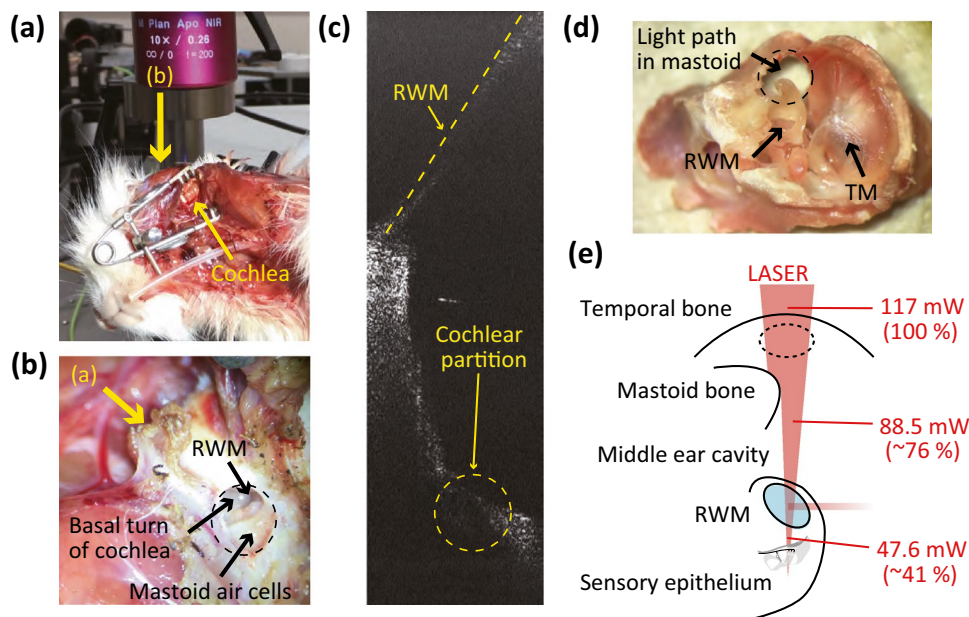 (a)
M Plan Apo NIR
10× / 0.26
∞ / 0 f = 200
(b)
Cochlea
(b)
(a)
RWM
Basal turn
of cochlea
Mastoid air cells
(c)
RWM
Cochlear
partition
(d)
Light path
in mastoid
RWM
TM
(e)
LASER
Temporal bone
117 mW
(100 %)
Mastoid bone
88.5 mW
(~76 %)
Middle ear cavity
RWM
47.6 mW
(~41 %)
Sensory epithelium